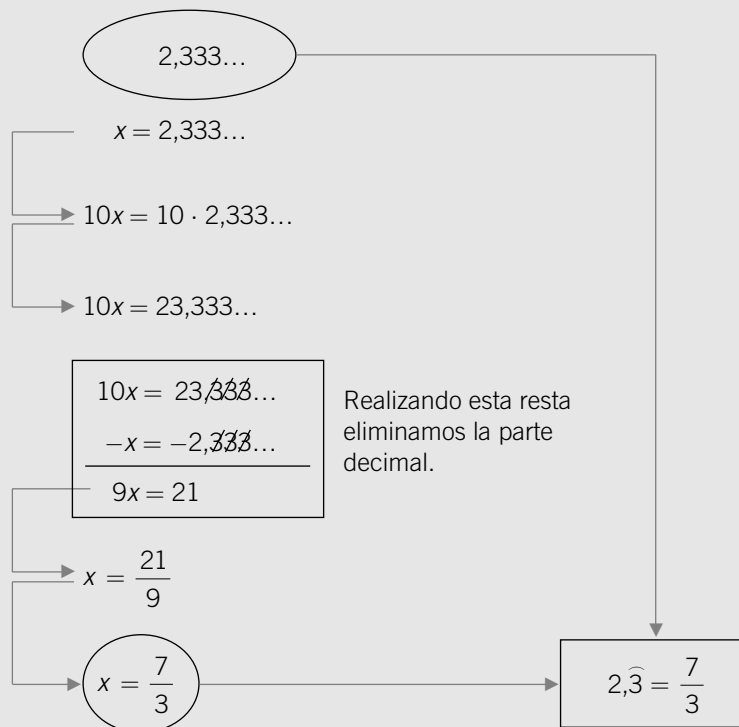 2,333...
x = 2,333...
10x = 10 · 2,333...
10x = 23,333...
10x = 23,333...
−x = −2,333...
9x = 21
Realizando esta resta
eliminamos la parte
decimal.
x = 21/9
x = 7/3
2,3̑ = 7/3